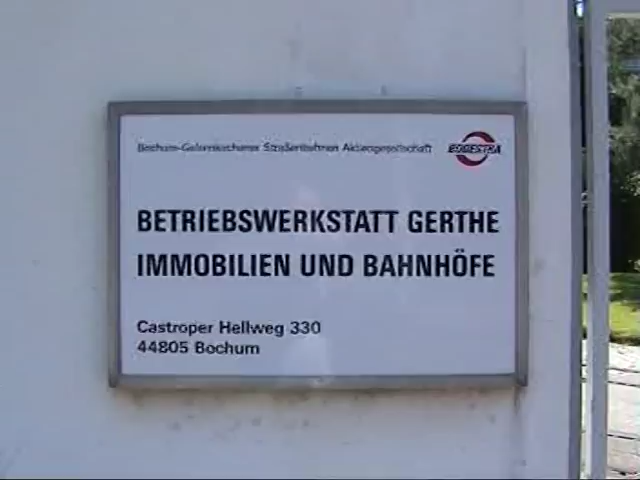 Bochum-Gelsenkirchener Straßenbahnen Aktiengesellschaft
BOGESTRA
BETRIEBSWERKSTATT GERTHE
IMMOBILIEN UND BAHNHÖFE
Castroper Hellweg 330
44805 Bochum